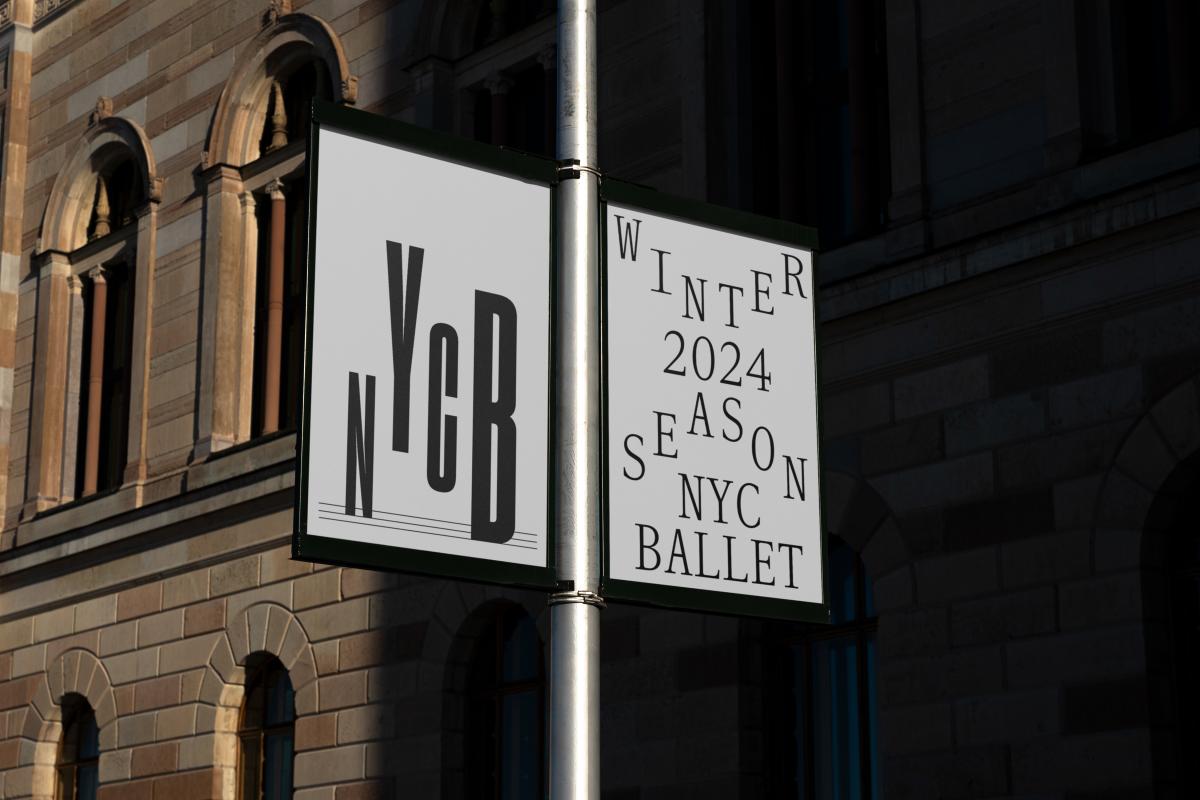 NYCB
WINTER
2024
SEASON
NYC
BALLET